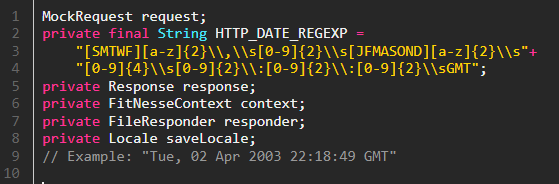 1 MockRequest request;
2 private final String HTTP_DATE_REGEXP =
3 "[SMTWF][a-z]{2}\\,\\s[0-9]{2}\\s[JFMASOND][a-z]{2}\\s"+
4 "[0-9]{4}\\s[0-9]{2}\\:[0-9]{2}\\:[0-9]{2}\\sGMT";
5 private Response response;
6 private FitNesseContext context;
7 private FileResponder responder;
8 private Locale saveLocale;
9 // Example: "Tue, 02 Apr 2003 22:18:49 GMT"
10